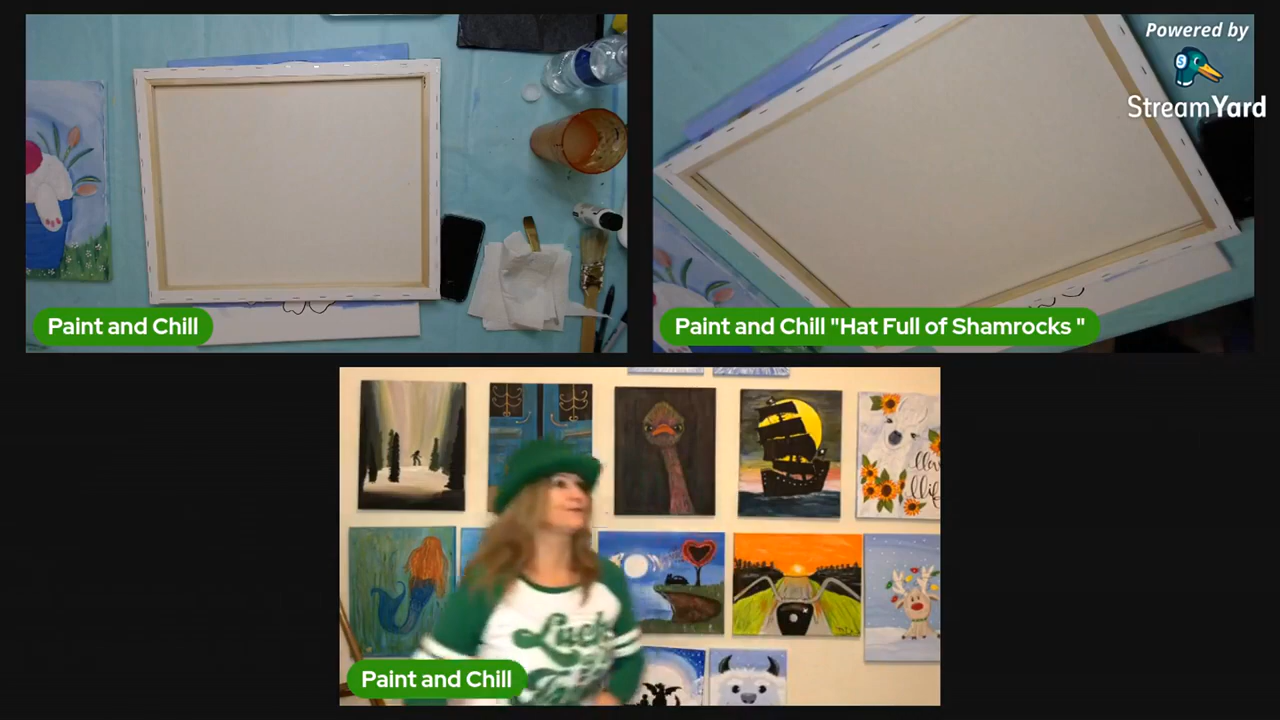 Powered by
StreamYard
Paint and Chill
Paint and Chill "Hat Full of Shamrocks "
Paint and Chill